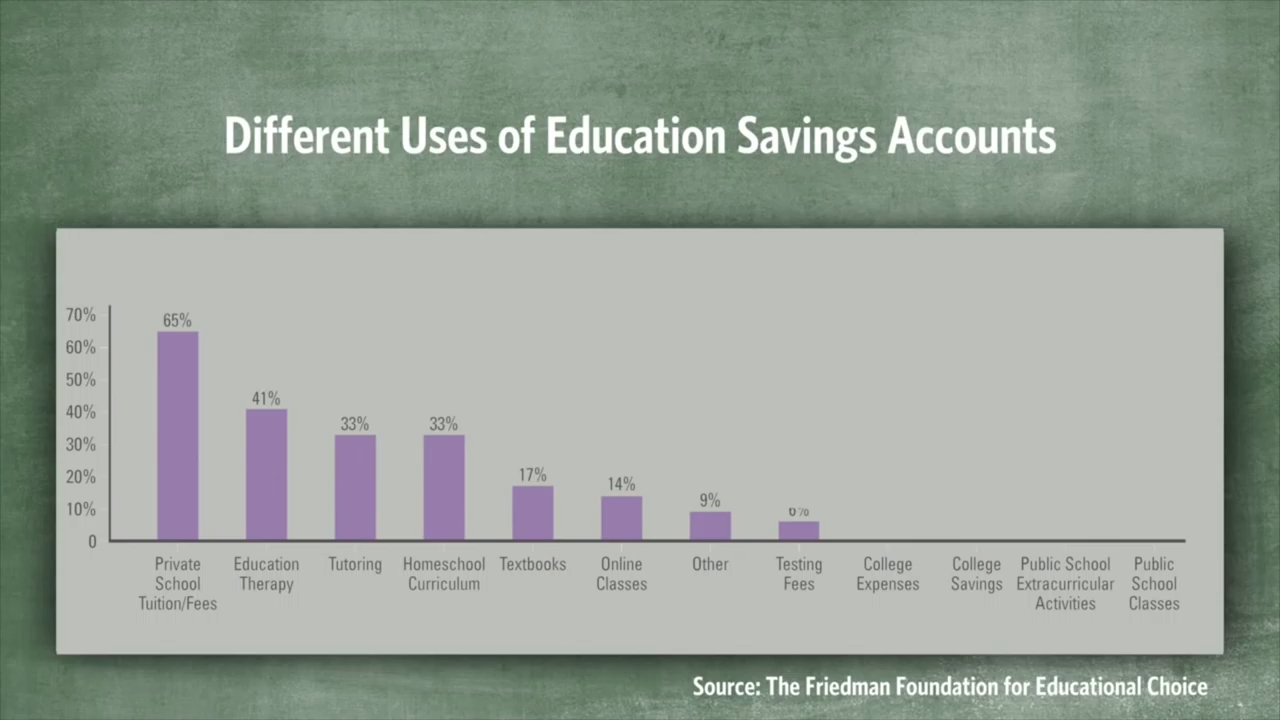 Different Uses of Education Savings Accounts
70%
60%
50%
40%
30%
20%
10%
0
65%
41%
33%
33%
17%
14%
9%
6%
Private
School
Tuition/Fees
Education
Therapy
Tutoring
Homeschool
Curriculum
Textbooks
Online
Classes
Other
Testing
Fees
College
Expenses
College
Savings
Public School
Extracurricular
Activities
Public
School
Classes
Source: The Friedman Foundation for Educational Choice